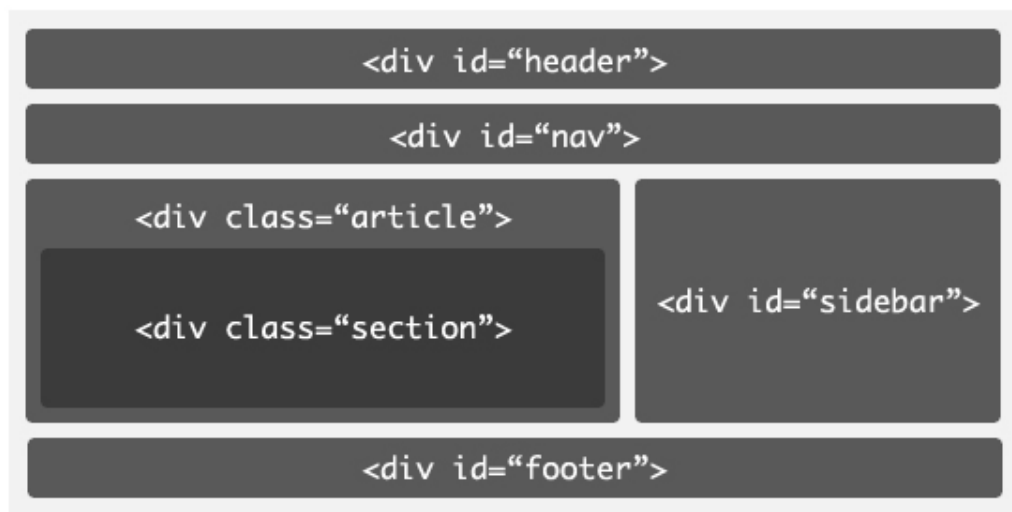 <div id=“header”>
<div id=“nav”>
<div class=“article”>
<div class=“section”>
<div id=“sidebar”>
<div id=“footer”>